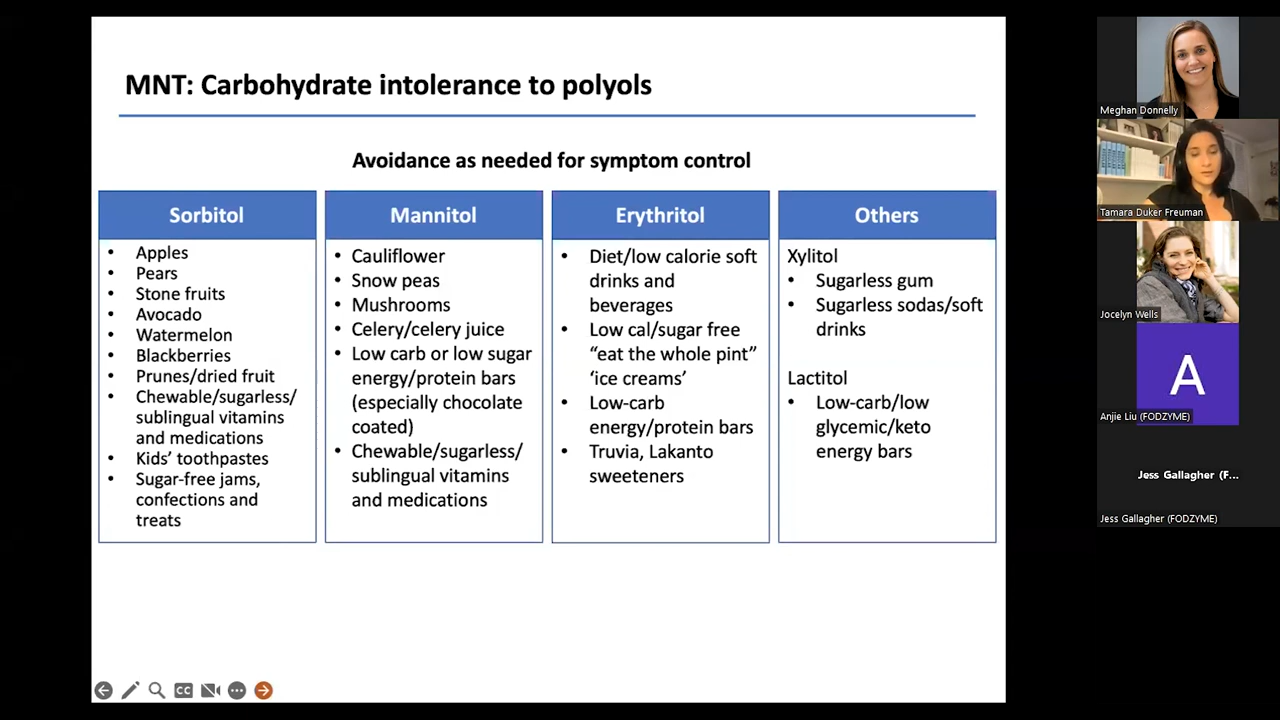 MNT: Carbohydrate intolerance to polyols
Avoidance as needed for symptom control
Sorbitol
• Apples
• Pears
• Stone fruits
• Avocado
• Watermelon
• Blackberries
• Prunes/dried fruit
• Chewable/sugarless/
sublingual vitamins
and medications
• Kids’ toothpastes
• Sugar-free jams,
confections and
treats
Mannitol
• Cauliflower
• Snow peas
• Mushrooms
• Celery/celery juice
• Low carb or low sugar
energy/protein bars
(especially chocolate
coated)
• Chewable/sugarless/
sublingual vitamins
and medications
Erythritol
• Diet/low calorie soft
drinks and
beverages
• Low cal/sugar free
“eat the whole pint”
‘ice creams’
• Low-carb
energy/protein bars
• Truvia, Lakanto
sweeteners
Others
Xylitol
• Sugarless gum
• Sugarless sodas/soft
drinks
Lactitol
• Low-carb/low
glycemic/keto
energy bars
CC
Meghan Donnelly
Tamara Duker Freuman
Jocelyn Wells
A
Anjie Liu (FODZYME)
Jess Gallagher (F...
Jess Gallagher (FODZYME)